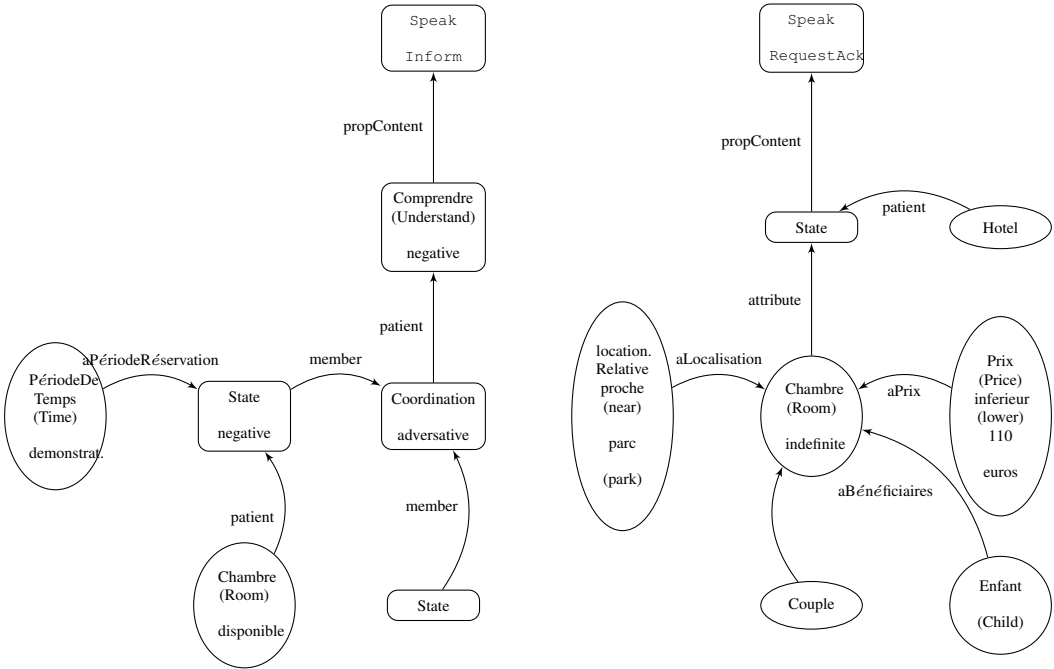 Speak
Inform
propContent
Comprendre
(Understand)
negative
patient
aPériodeRéservation
member
PériodeDe
Temps
(Time)
demonstrat.
State
negative
Coordination
adversative
patient
member
Chambre
(Room)
disponible
State
Speak
RequestAck
propContent
patient
State
Hotel
attribute
location.
Relative
proche
(near)
parc
(park)
aLocalisation
Chambre
(Room)
indefinite
aPrix
Prix
(Price)
inferieur
(lower)
110
euros
aBénéficiaires
Couple
Enfant
(Child)